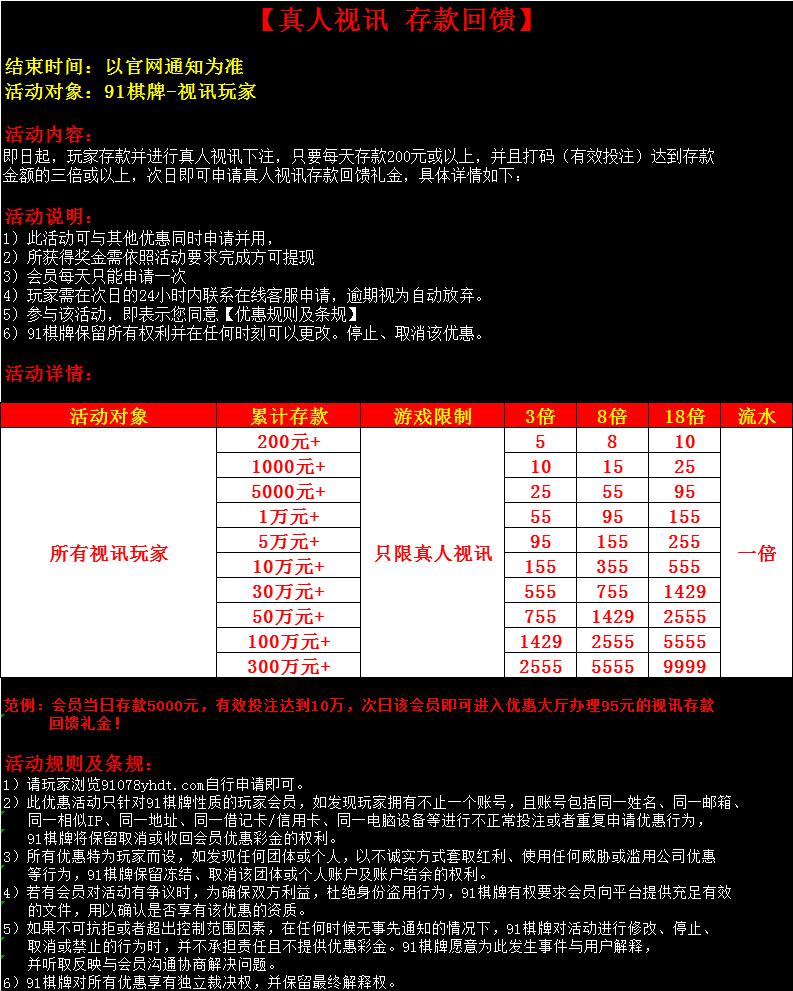 【真人视讯 存款回馈】
结束时间：以官网通知为准
活动对象：91棋牌-视讯玩家
活动内容：
即日起，玩家存款并进行真人视讯下注，只要每天存款200元或以上，并且打码（有效投注）达到存款
金额的三倍或以上，次日即可申请真人视讯存款回馈礼金，具体详情如下：
活动说明：
1）此活动可与其他优惠同时申请并用，
2）所获得奖金需依照活动要求完成方可提现
3）会员每天只能申请一次
4）玩家需在次日的24小时内联系在线客服申请，逾期视为自动放弃。
5）参与该活动，即表示您同意【优惠规则及条规】
6）91棋牌保留所有权利并在任何时刻可以更改。停止、取消该优惠。
活动详情：
活动对象 累计存款 游戏限制 3倍 8倍 18倍 流水
200元+ 5 8 10
1000元+ 10 15 25
5000元+ 25 55 95
1万元+ 55 95 155
5万元+ 95 155 255
所有视讯玩家 只限真人视讯 一倍
10万元+ 155 355 555
30万元+ 555 755 1429
50万元+ 755 1429 2555
100万元+ 1429 2555 5555
300万元+ 2555 5555 9999
范例：会员当日存款5000元，有效投注达到10万，次日该会员即可进入优惠大厅办理95元的视讯存款
回馈礼金！
活动规则及条规：
1）请玩家浏览91078yhdt.com自行申请即可。
2）此优惠活动只针对91棋牌性质的玩家会员，如发现玩家拥有不止一个账号，且账号包括同一姓名、同一邮箱、
同一相似IP、同一地址、同一借记卡/信用卡、同一电脑设备等进行不正常投注或者重复申请优惠行为，
91棋牌将保留取消或收回会员优惠彩金的权利。
3）所有优惠特为玩家而设，如发现任何团体或个人，以不诚实方式套取红利、使用任何威胁或滥用公司优惠
等行为，91棋牌保留冻结、取消该团体或个人账户及账户结余的权利。
4）若有会员对活动有争议时，为确保双方利益，杜绝身份盗用行为，91棋牌有权要求会员向平台提供充足有效
的文件，用以确认是否享有该优惠的资质。
5）如果不可抗拒或者超出控制范围因素，在任何时候无事先通知的情况下，91棋牌对活动进行修改、停止、
取消或禁止的行为时，并不承担责任且不提供优惠彩金。91棋牌愿意为此发生事件与用户解释，
并听取反映与会员沟通协商解决问题。
6）91棋牌对所有优惠享有独立裁决权，并保留最终解释权。